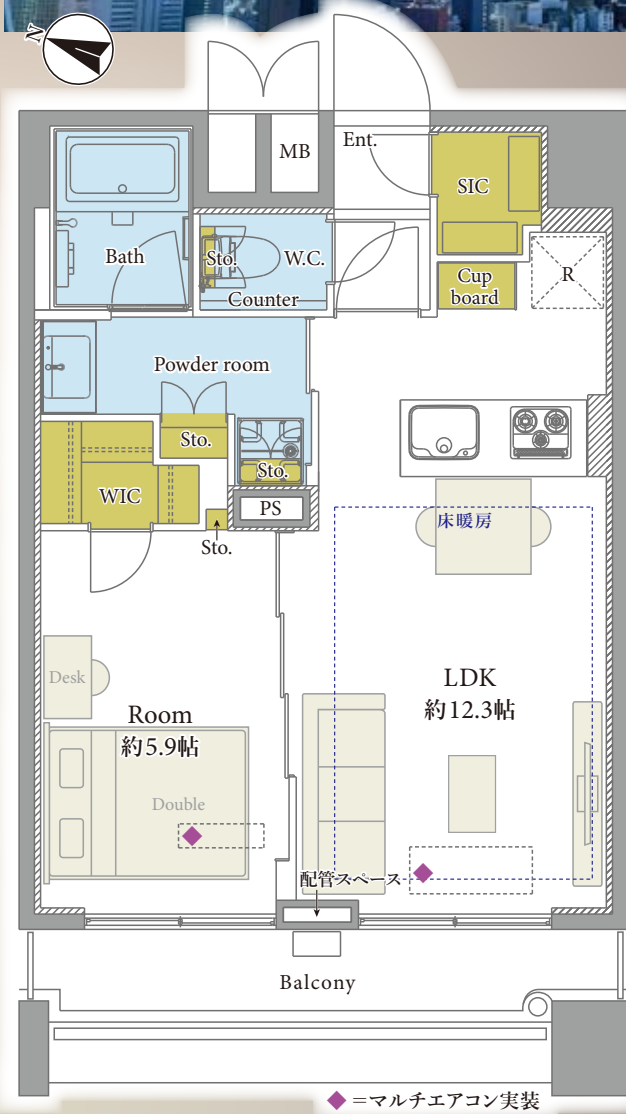 N
MB
Ent.
SIC
Bath
Sto.
W.C.
Counter
Cup
board
R
Powder room
Sto.
Sto.
WIC
PS
Sto.
床暖房
Desk
Room
約5.9帖
LDK
約12.3帖
Double
配管スペース
Balcony
◆=マルチエアコン実装